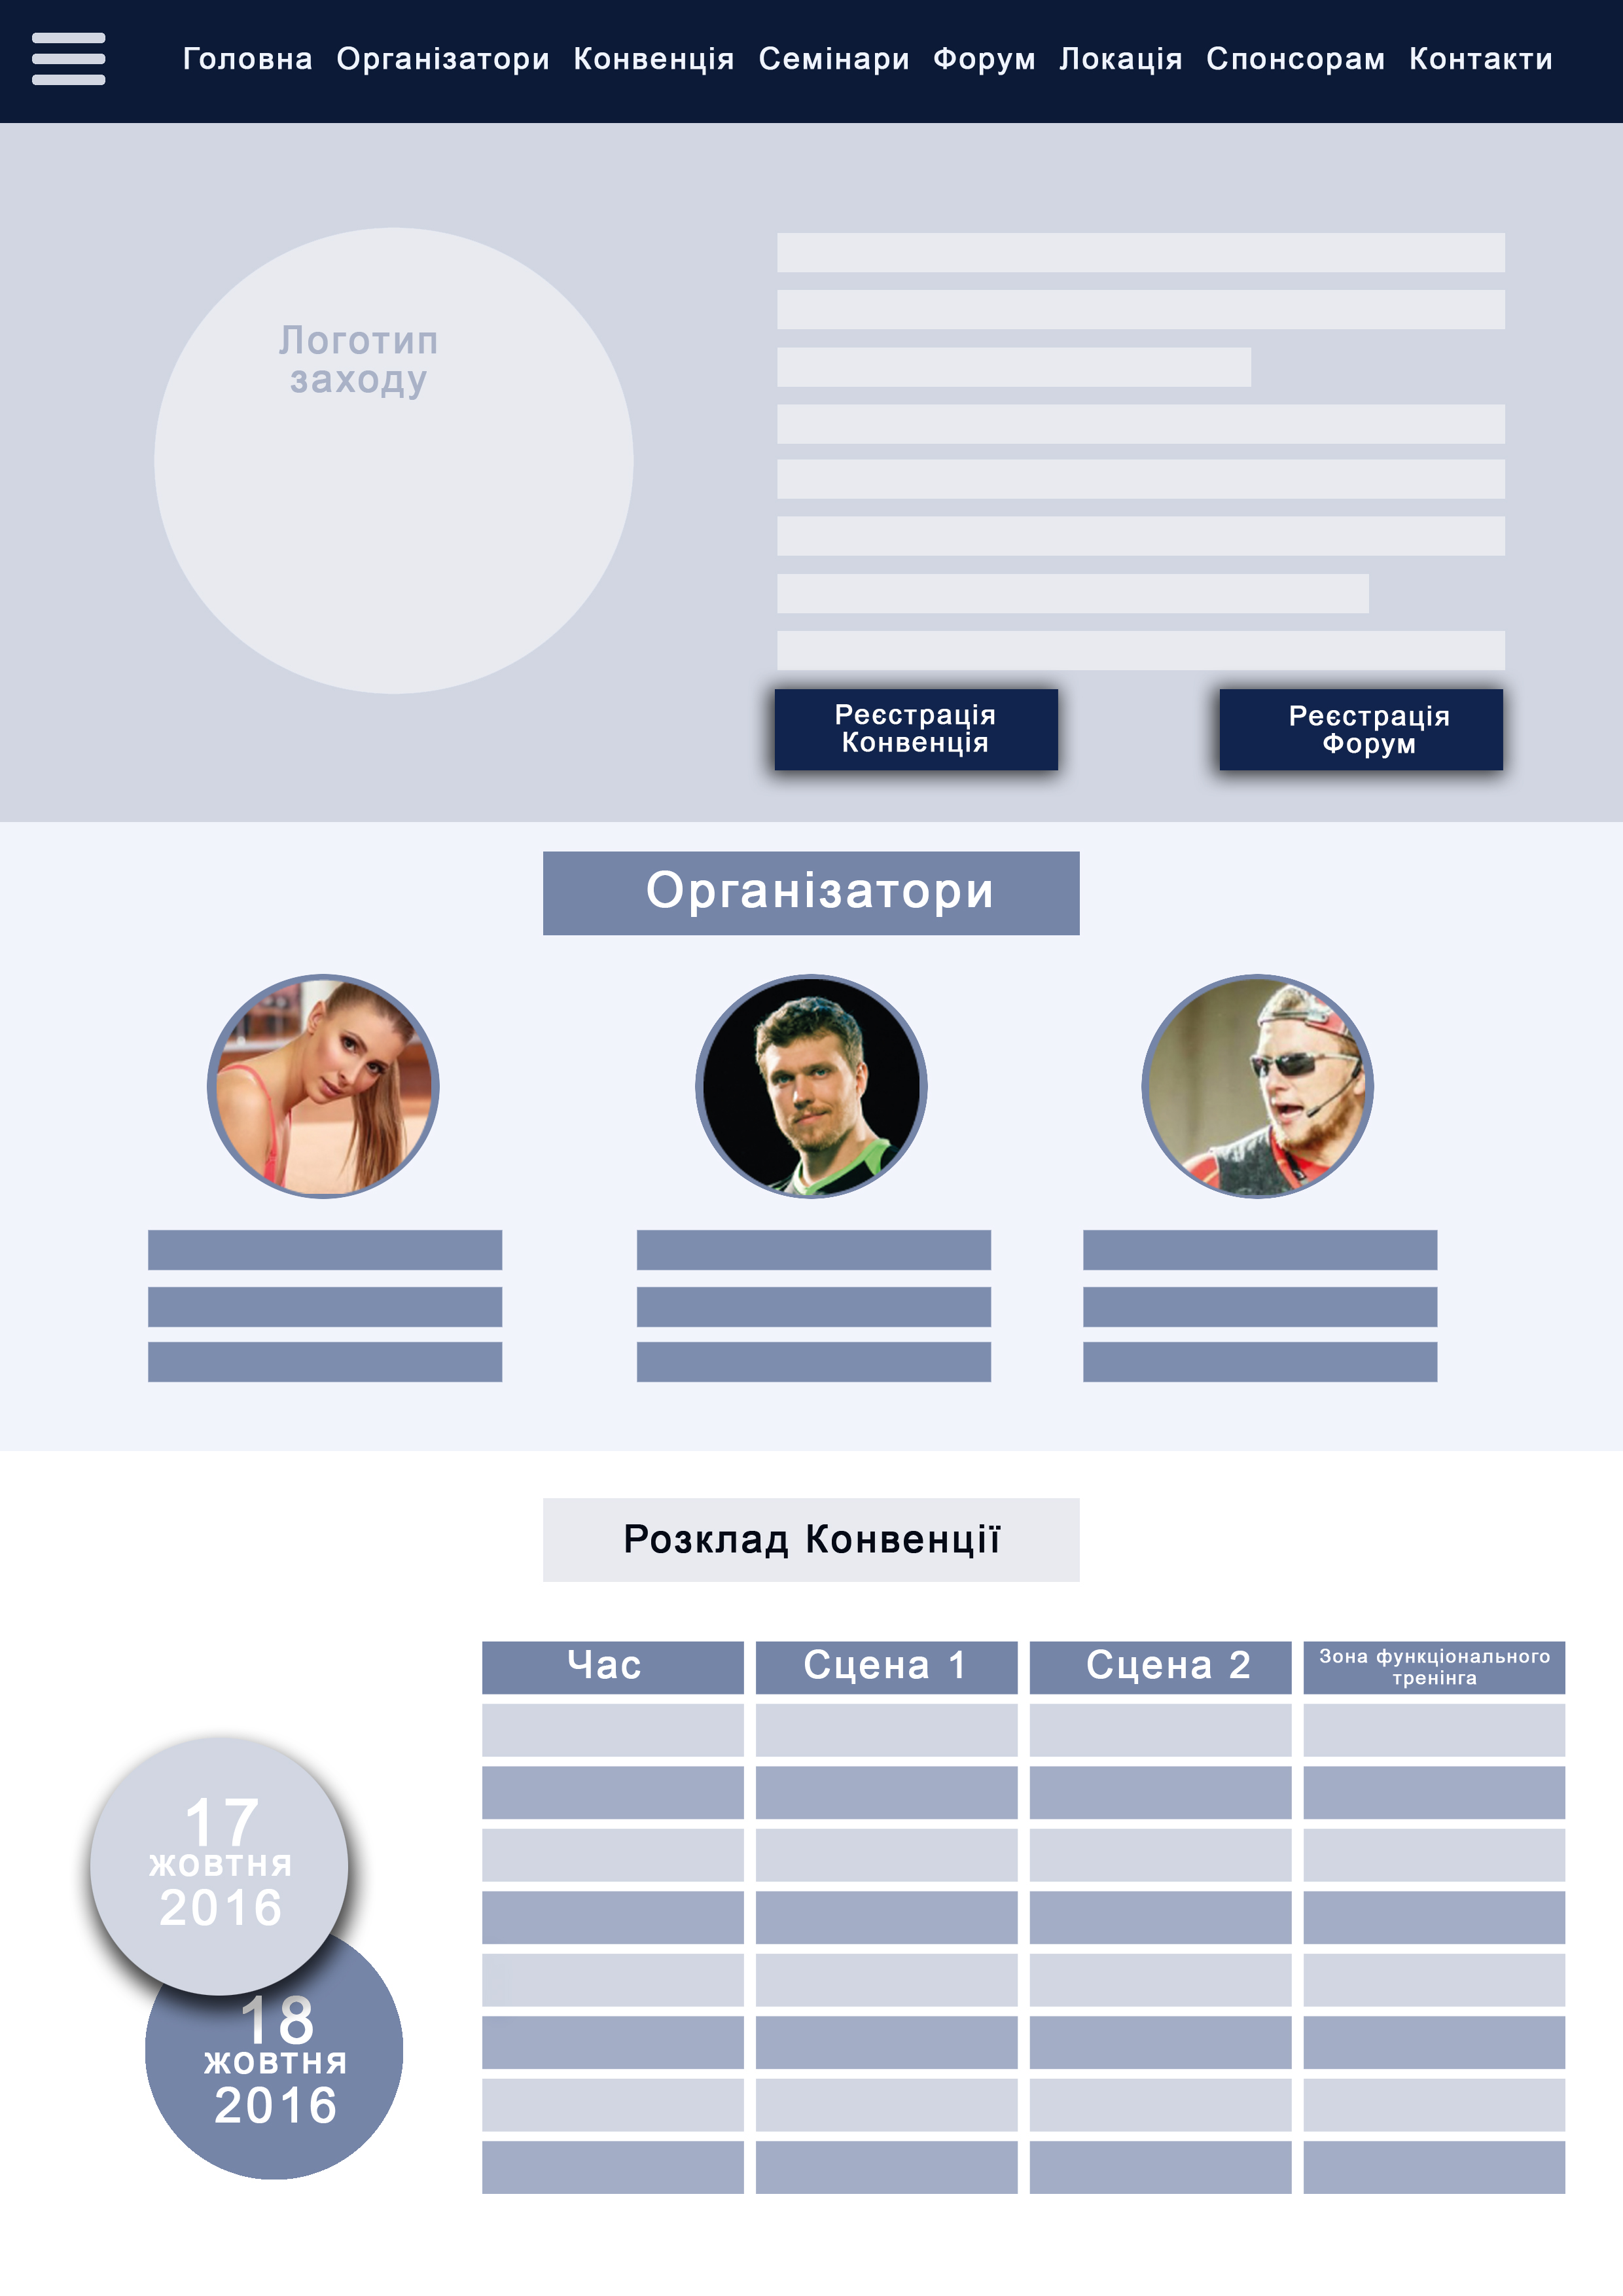 Головна Організатори Конвенція Семінари Форум Локація Спонсорам Контакти
Логотип
заходу
Реєстрація
Конвенція
Реєстрація
Форум
Організатори
Розклад Конвенції
Час
Сцена 1
Сцена 2
Зона функціонального
тренінга
17
жовтня
2016
18
жовтня
2016